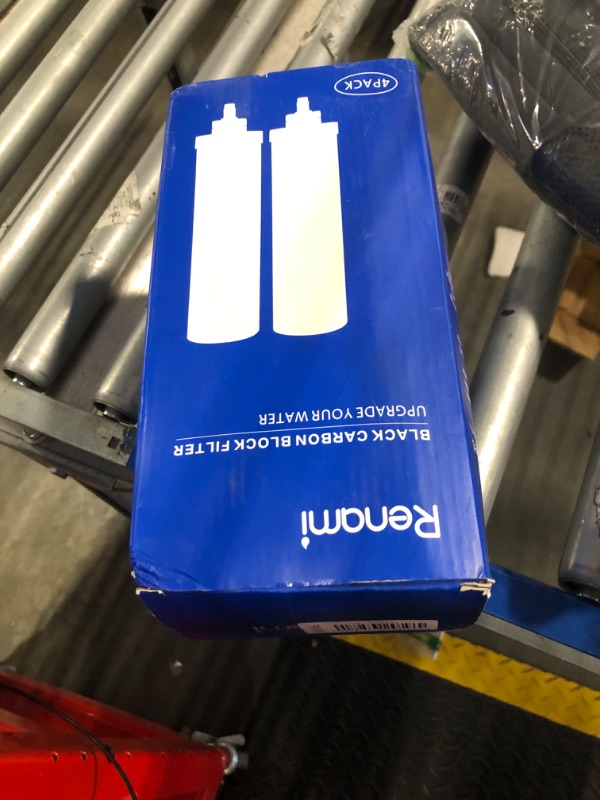 Renami
BLACK CARBON BLOCK FILTER
UPGRADE YOUR WATER
4PACK